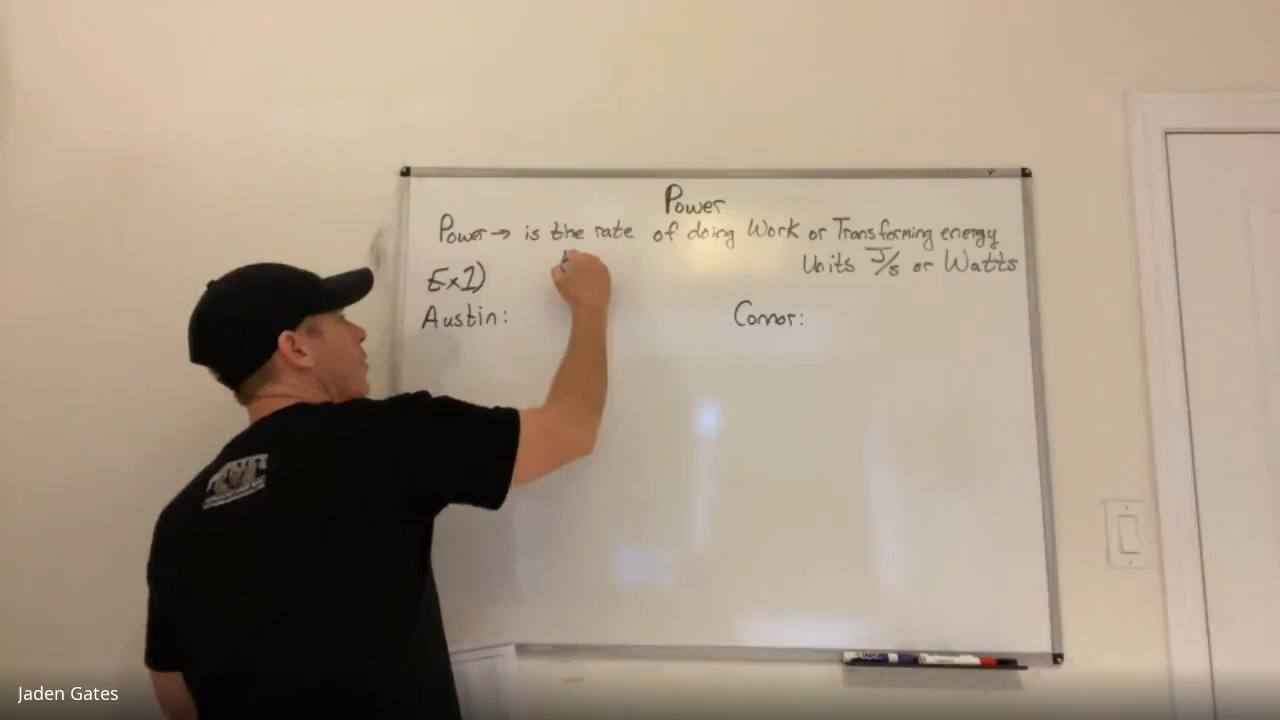 Power
Power → is the rate of doing Work or Transforming energy
Units J/s or Watts
Ex1)
t
Austin:
Connor:
Jaden Gates